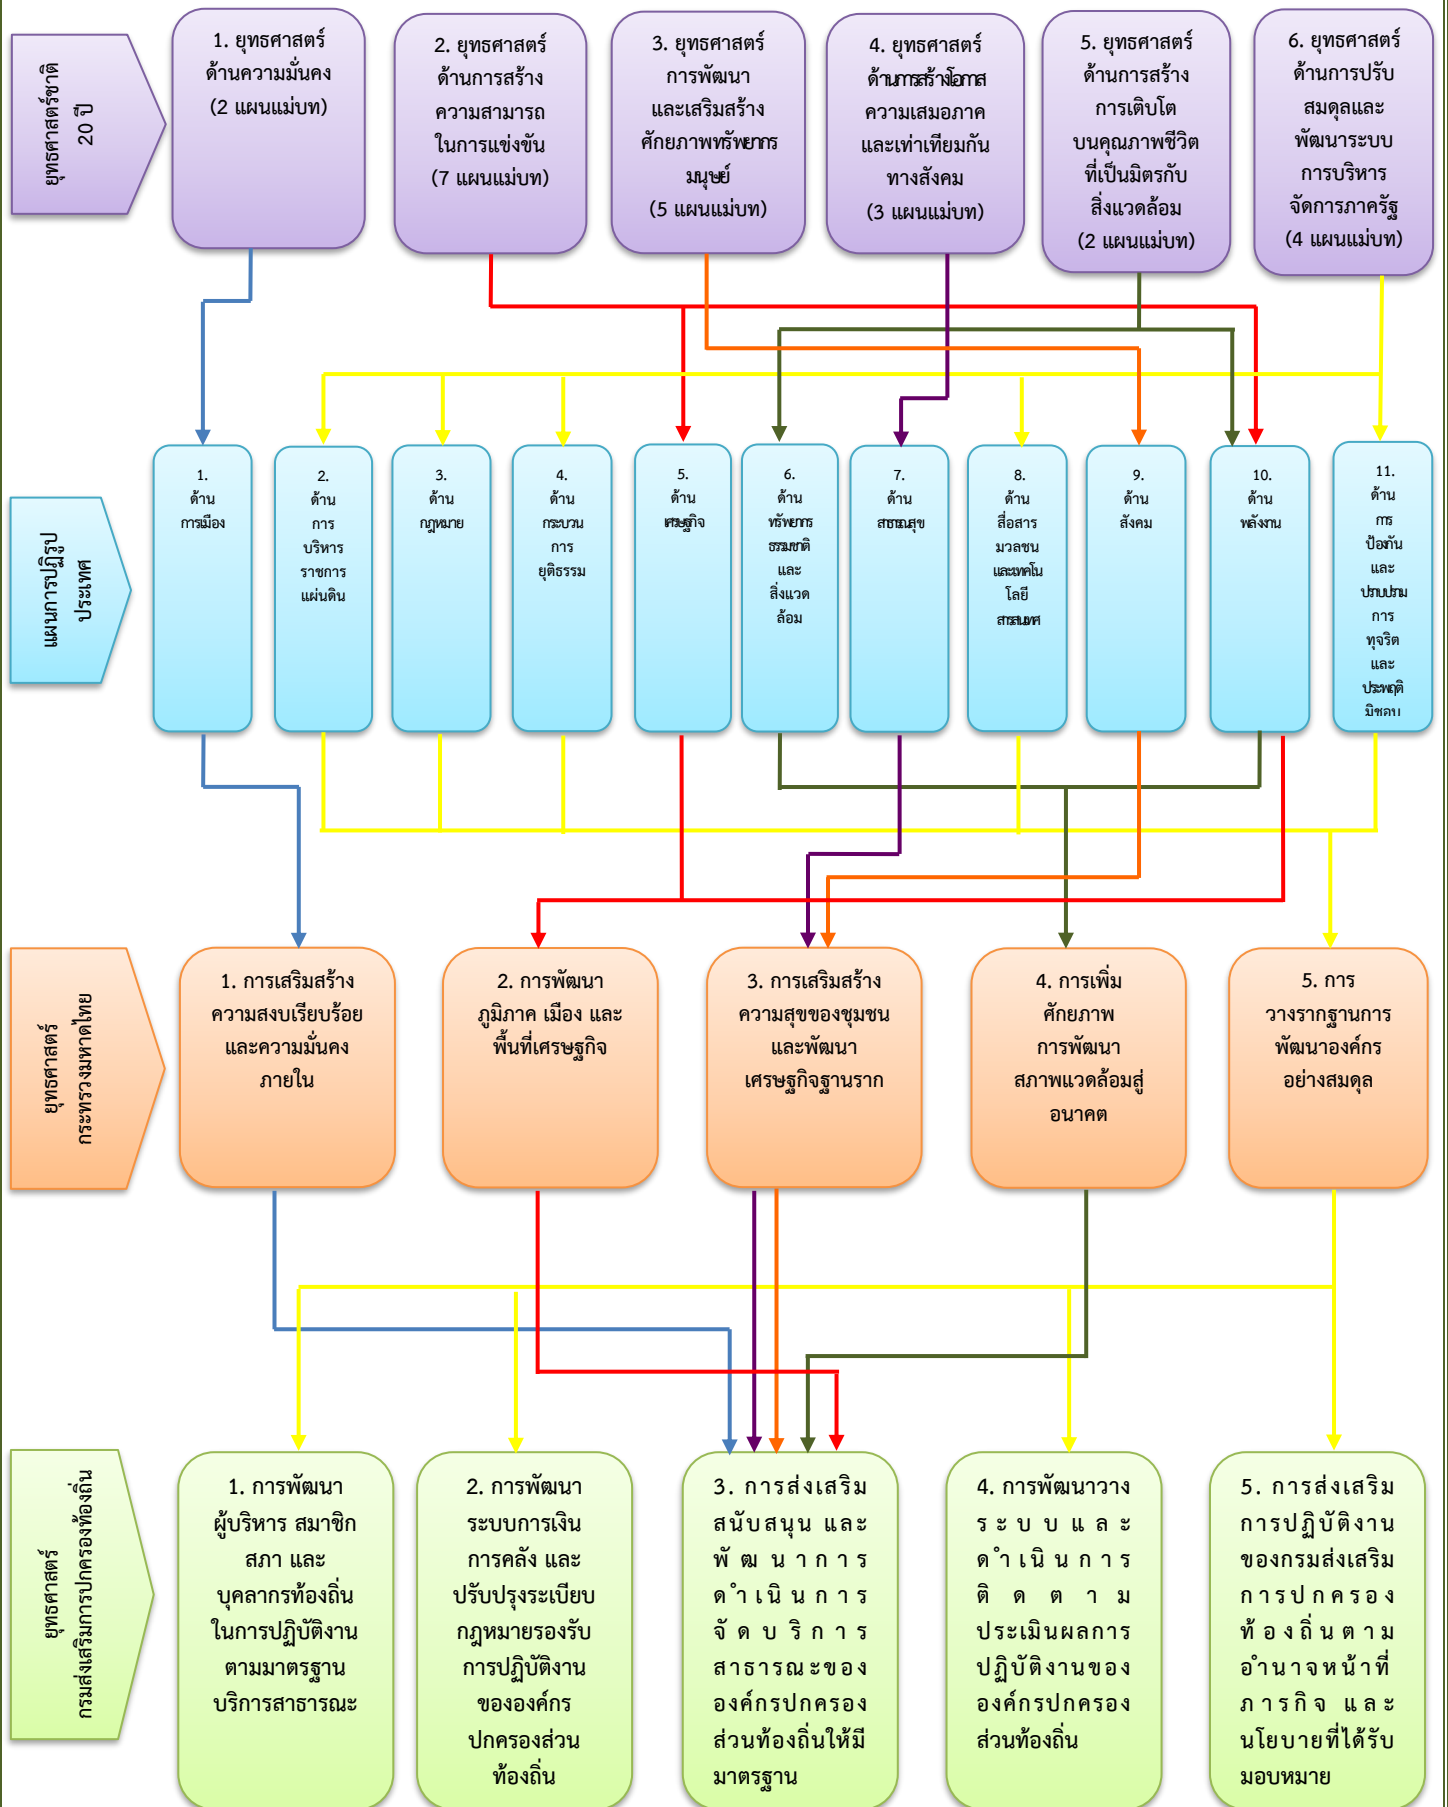 ยุทธศาสตร์ชาติ
20 ปี
1. ยุทธศาสตร์
ด้านความมั่นคง
(2 แผนแม่บท)
2. ยุทธศาสตร์
ด้านการสร้าง
ความสามารถ
ในการแข่งขัน
(7 แผนแม่บท)
3. ยุทธศาสตร์
การพัฒนา
และเสริมสร้าง
ศักยภาพทรัพยากร
มนุษย์
(5 แผนแม่บท)
4. ยุทธศาสตร์
ด้านการสร้างโอกาส
ความเสมอภาค
และเท่าเทียมกัน
ทางสังคม
(3 แผนแม่บท)
5. ยุทธศาสตร์
ด้านการสร้าง
การเติบโต
บนคุณภาพชีวิต
ที่เป็นมิตรกับ
สิ่งแวดล้อม
(2 แผนแม่บท)
6. ยุทธศาสตร์
ด้านการปรับ
สมดุลและ
พัฒนาระบบ
การบริหาร
จัดการภาครัฐ
(4 แผนแม่บท)
แผนการปฏิรูป
ประเทศ
1.
ด้าน
การเมือง
2.
ด้าน
การ
บริหาร
ราชการ
แผ่นดิน
3.
ด้าน
กฎหมาย
4.
ด้าน
กระบวน
การ
ยุติธรรม
5.
ด้าน
เศรษฐกิจ
6.
ด้าน
ทรัพยากร
ธรรมชาติ
และ
สิ่งแวด
ล้อม
7.
ด้าน
สาธารณสุข
8.
ด้าน
สื่อสาร
มวลชน
และเทคโน
โลยี
สารสนเทศ
9.
ด้าน
สังคม
10.
ด้าน
พลังงาน
11.
ด้าน
การ
ป้องกัน
และ
ปราบปราม
การ
ทุจริต
และ
ประพฤติ
มิชอบ
ยุทธศาสตร์
กระทรวงมหาดไทย
1. การเสริมสร้าง
ความสงบเรียบร้อย
และความมั่นคง
ภายใน
2. การพัฒนา
ภูมิภาค เมือง และ
พื้นที่เศรษฐกิจ
3. การเสริมสร้าง
ความสุขของชุมชน
และพัฒนา
เศรษฐกิจฐานราก
4. การเพิ่ม
ศักยภาพ
การพัฒนา
สภาพแวดล้อมสู่
อนาคต
5. การ
วางรากฐานการ
พัฒนาองค์กร
อย่างสมดุล
ยุทธศาสตร์
กรมส่งเสริมการปกครองท้องถิ่น
1. การพัฒนา
ผู้บริหาร สมาชิก
สภา และ
บุคลากรท้องถิ่น
ในการปฏิบัติงาน
ตามมาตรฐาน
บริการสาธารณะ
2. การพัฒนา
ระบบการเงิน
การคลัง และ
ปรับปรุงระเบียบ
กฎหมายรองรับ
การปฏิบัติงาน
ขององค์กร
ปกครองส่วน
ท้องถิ่น
3. การส่งเสริม
สนับสนุน และ
พัฒนาการ
ดำเนินการ
จัดบริการ
สาธารณะของ
องค์กรปกครอง
ส่วนท้องถิ่นให้มี
มาตรฐาน
4. การพัฒนาวาง
ระบบและ
ดำเนินการ
ติดตาม
ประเมินผลการ
ปฏิบัติงานของ
องค์กรปกครอง
ส่วนท้องถิ่น
5. การส่งเสริม
การปฏิบัติงาน
ของกรมส่งเสริม
การปกครอง
ท้องถิ่นตาม
อำนาจหน้าที่
ภารกิจ และ
นโยบายที่ได้รับ
มอบหมาย